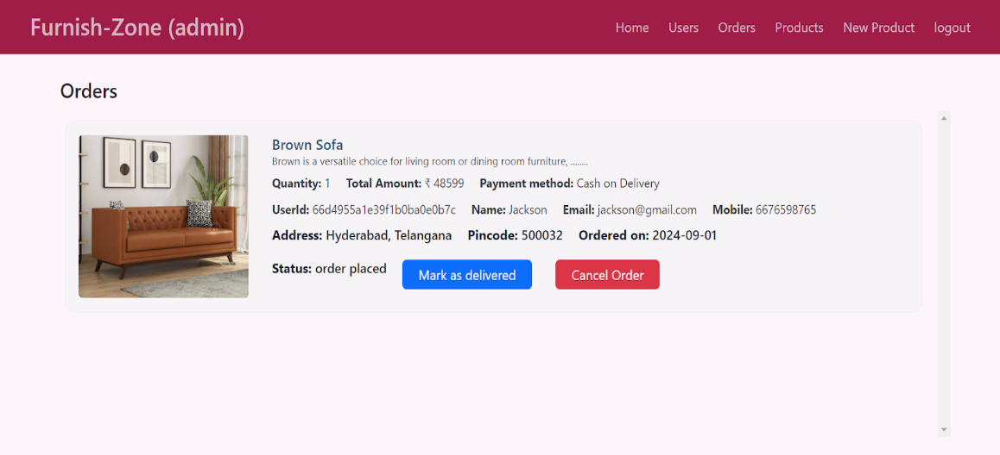 Furnish-Zone (admin) Home Users Orders Products New Product logout
Orders
Brown Sofa
Brown is a versatile choice for living room or dining room furniture, ........
Quantity: 1 Total Amount: ₹ 48599 Payment method: Cash on Delivery
UserId: 66d4955a1e39f1b0ba0e0b7c Name: Jackson Email: jackson@gmail.com Mobile: 6676598765
Address: Hyderabad, Telangana Pincode: 500032 Ordered on: 2024-09-01
Status: order placed Mark as delivered Cancel Order